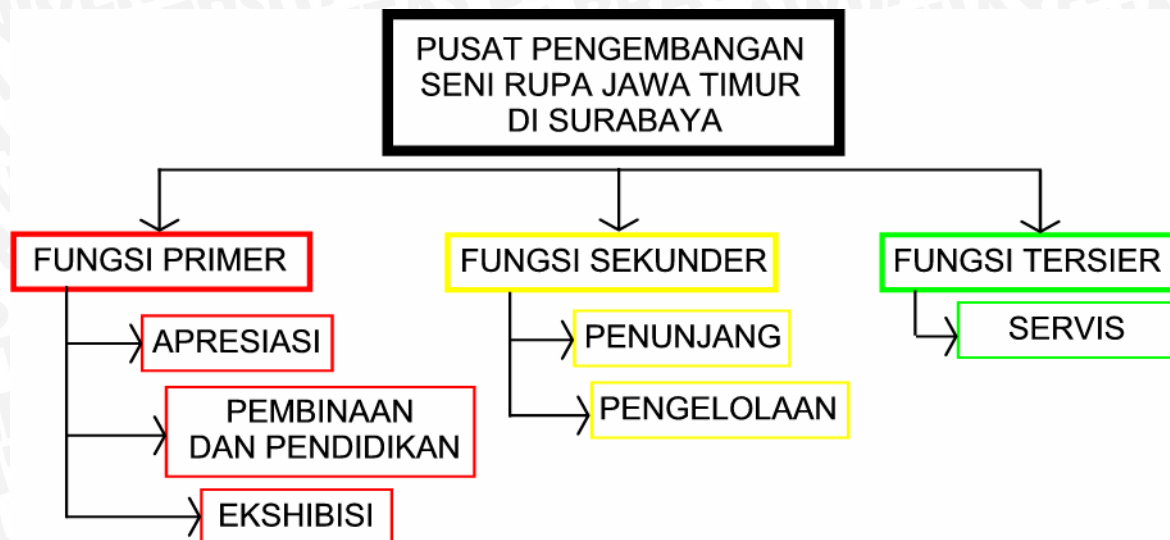 PUSAT PENGEMBANGAN
SENI RUPA JAWA TIMUR
DI SURABAYA
FUNGSI PRIMER
APRESIASI
PEMBINAAN
DAN PENDIDIKAN
EKSHIBISI
FUNGSI SEKUNDER
PENUNJANG
PENGELOLAAN
FUNGSI TERSIER
SERVIS